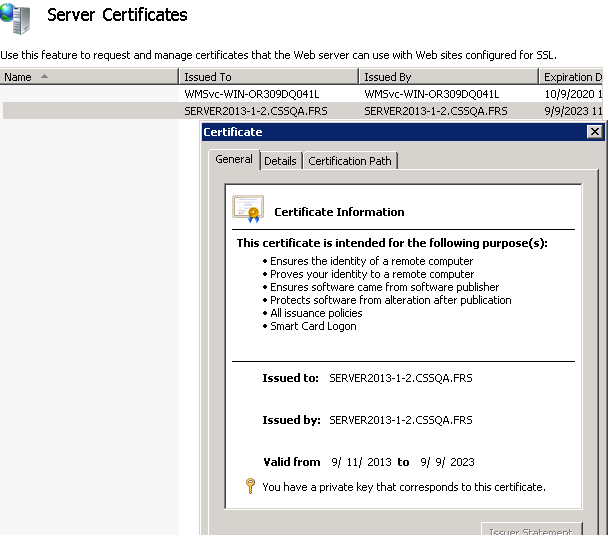 Server Certificates
Use this feature to request and manage certificates that the Web server can use with Web sites configured for SSL.
Name Issued To Issued By Expiration D
WMSvc-WIN-OR309DQ041L WMSvc-WIN-OR309DQ041L 10/9/2020 1
SERVER2013-1-2.CSSQA.FRS SERVER2013-1-2.CSSQA.FRS 9/9/2023 11
Certificate
General Details Certification Path
Certificate Information
This certificate is intended for the following purpose(s):
• Ensures the identity of a remote computer
• Proves your identity to a remote computer
• Ensures software came from software publisher
• Protects software from alteration after publication
• All issuance policies
• Smart Card Logon
Issued to: SERVER2013-1-2.CSSQA.FRS
Issued by: SERVER2013-1-2.CSSQA.FRS
Valid from 9/ 11/ 2013 to 9/ 9/ 2023
You have a private key that corresponds to this certificate.
Issuer Statement